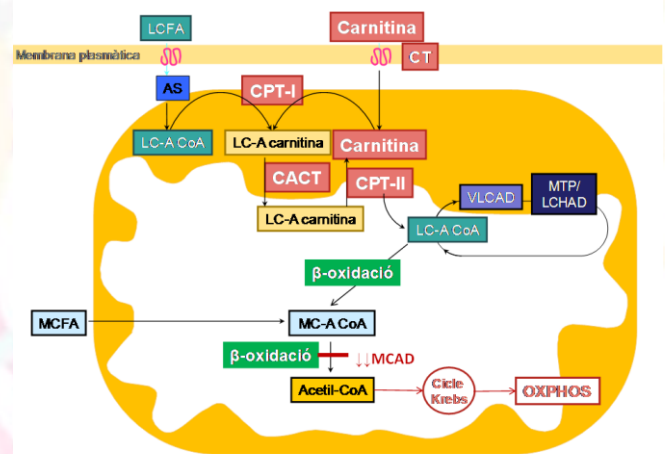 LCFA
Carnitina
Membrana plasmàtica
CT
AS
CPT-I
LC-A CoA
LC-A carnitina
Carnitina
CACT
CPT-II
LC-A carnitina
VLCAD
MTP/
LCHAD
LC-A CoA
β-oxidació
MCFA
MC-A CoA
β-oxidació
↓↓MCAD
Acetil-CoA
Cicle
Krebs
OXPHOS